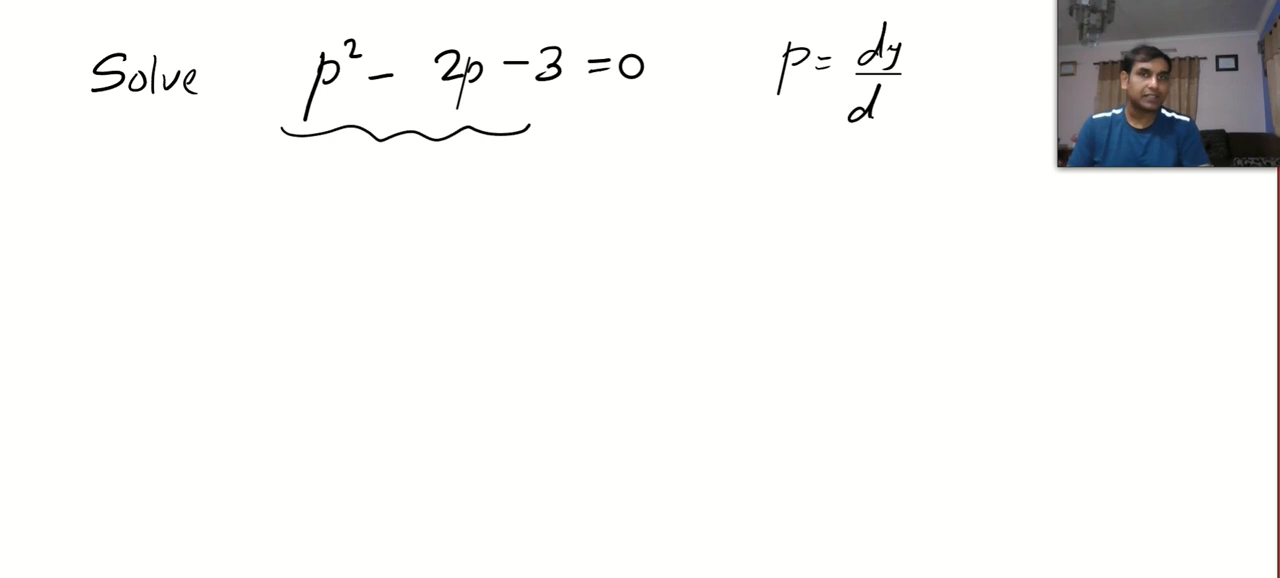 Solve p² - 2p - 3 = 0 p = dy/d